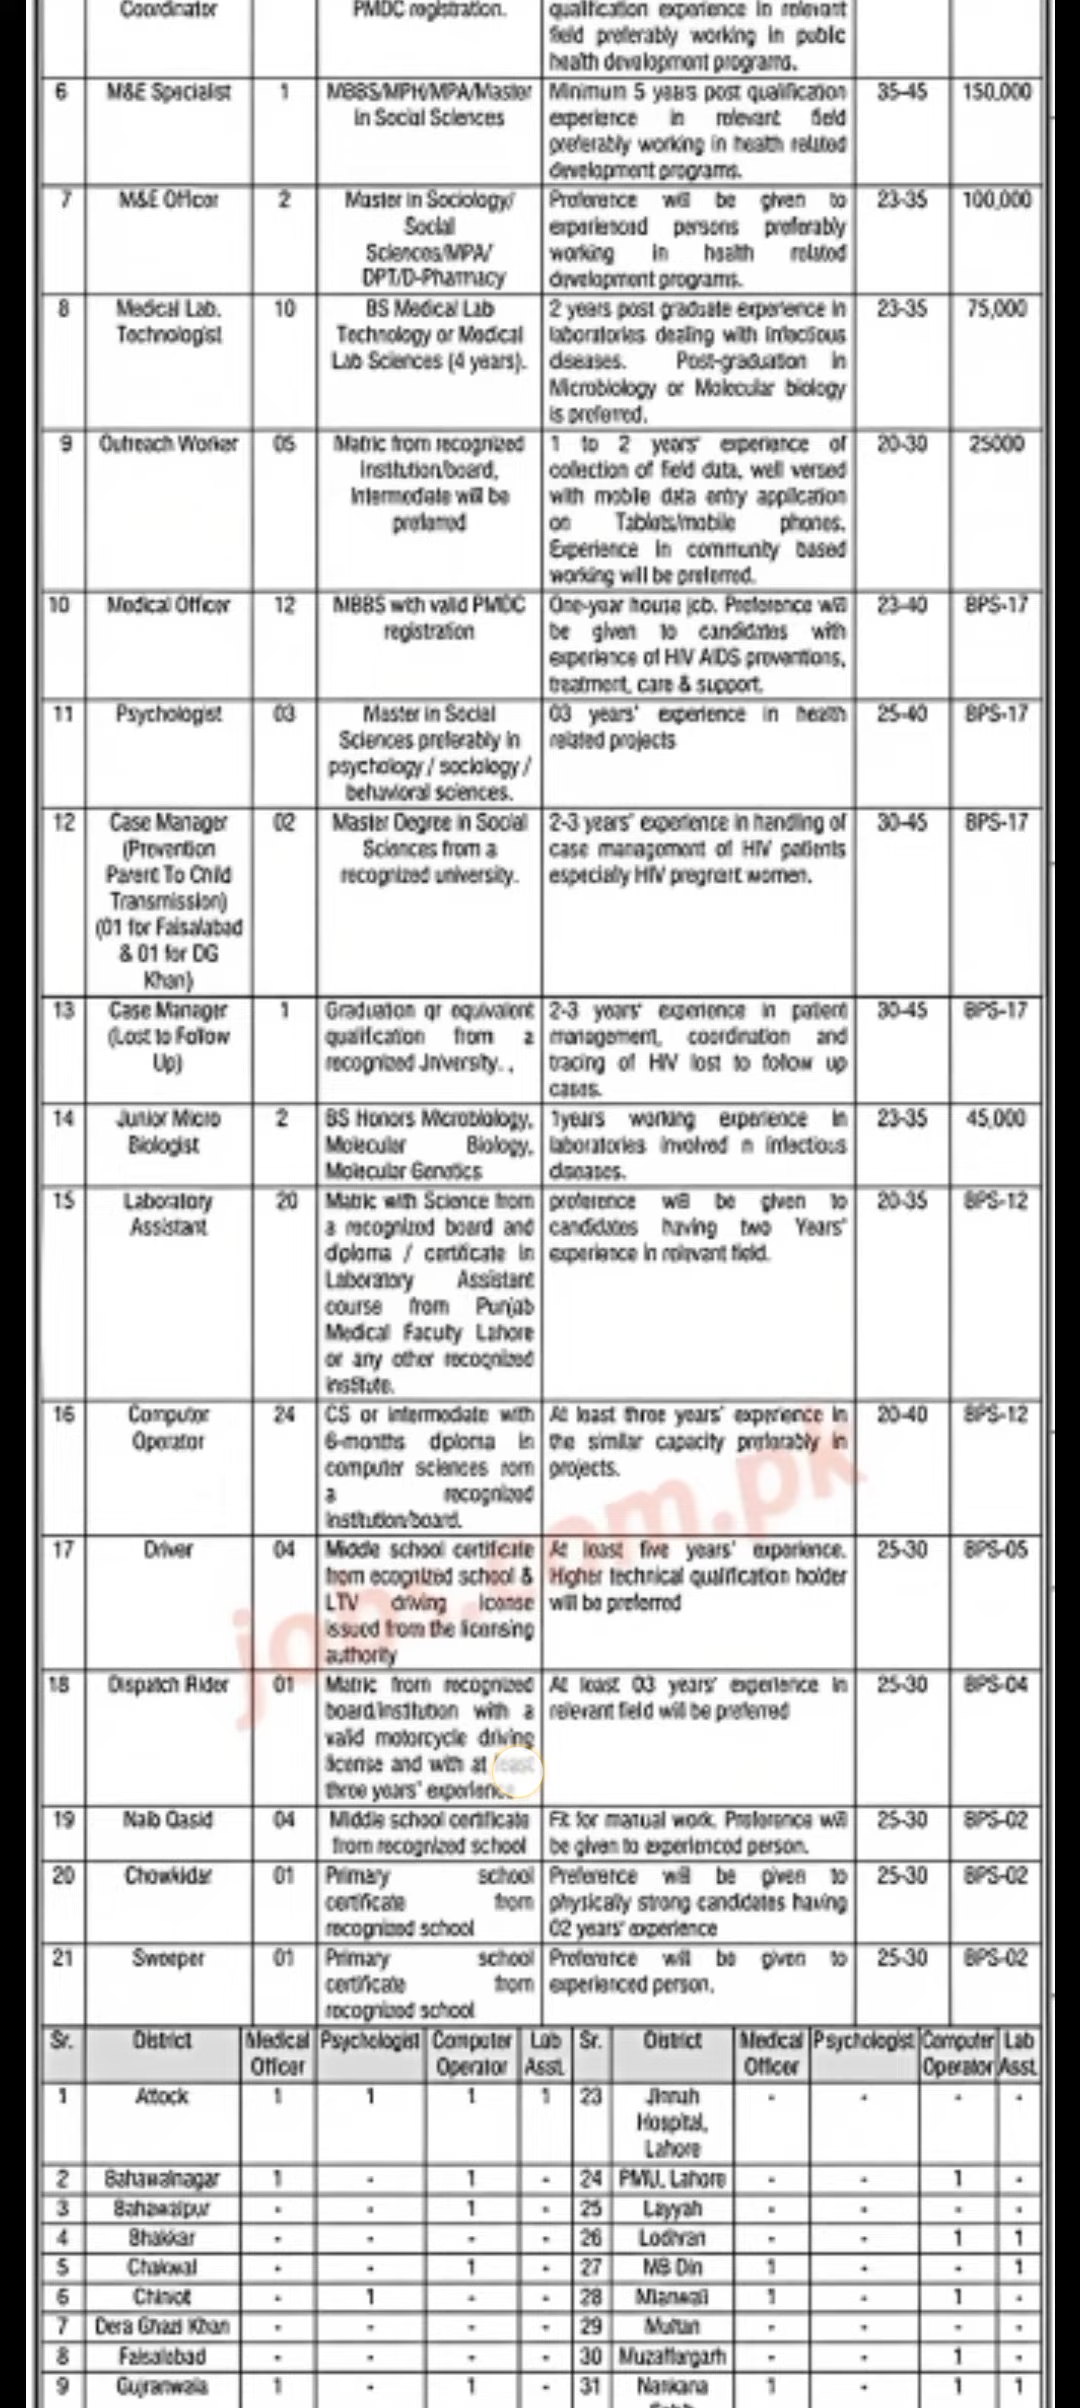 Coordinator PMDC registration. qualification experience in relevant
field preferably working in public
health development programs.
6 M&E Specialist 1 MBBS/MPH/MPA/Master Minimum 5 years post qualification 35-45 150,000
in Social Sciences experience in relevant field
preferably working in health related
development programs.
7 M&E Officer 2 Master in Sociology/ Preference will be given to 23-35 100,000
Social experienced persons preferably
Sciences/MPA/ working in health related
DPT/D-Pharmacy development programs.
8 Medical Lab. 10 BS Medical Lab 2 years post graduate experience in 23-35 75,000
Technologist Technology or Medical laboratories dealing with infectious
Lab Sciences (4 years). diseases. Post-graduation in
Microbiology or Molecular biology
is preferred.
9 Outreach Worker 05 Matric from recognized 1 to 2 years' experience of 20-30 25000
Institution/board, collection of field data, well versed
Intermediate will be with mobile data entry application
preferred on Tablets/mobile phones.
Experience in community based
working will be preferred.
10 Medical Officer 12 MBBS with valid PMDC One-year house job. Preference will 23-40 BPS-17
registration be given to candidates with
experience of HIV AIDS preventions,
treatment, care & support.
11 Psychologist 03 Master in Social 03 years' experience in health 25-40 BPS-17
Sciences preferably in related projects
psychology / sociology /
behavioral sciences.
12 Case Manager 02 Master Degree in Social 2-3 years' experience in handling of 30-45 BPS-17
(Prevention Sciences from a case management of HIV patients
Parent To Child recognized university. especially HIV pregnant women.
Transmission)
(01 for Faisalabad
& 01 for DG
Khan)
13 Case Manager 1 Graduation or equivalent 2-3 years' experience in patient 30-45 BPS-17
(Lost to Follow qualification from a management, coordination and
Up) recognized University. , tracing of HIV lost to follow up
cases.
14 Junior Micro 2 BS Honors Microbiology, 1years working experience in 23-35 45,000
Biologist Molecular Biology, laboratories involved n infectious
Molecular Genetics diseases.
15 Laboratory 20 Matric with Science from preference will be given to 20-35 BPS-12
Assistant a recognized board and candidates having two Years'
diploma / certificate in experience in relevant field.
Laboratory Assistant
course from Punjab
Medical Faculty Lahore
or any other recognized
institute.
16 Computor 24 CS or intermediate with At least three years' experience in 20-40 BPS-12
Operator 6-months diploma in the similar capacity preferably in
computer sciences rom projects.
a recognized
institution/board.
17 Driver 04 Middle school certificate At least five years' experience. 25-30 BPS-05
from ecognized school & Higher technical qualification holder
LTV driving icense will be preferred
issued from the licensing
authority
18 Dispatch Rider 01 Matric from recognized At least 03 years' experience in 25-30 BPS-04
board/institution with a relevant field will be preferred
valid motorcycle driving
license and with at least
three years' experience
19 Naib Qasid 04 Middle school certificate Fit for manual work. Preference will 25-30 BPS-02
from recognized school be given to experienced person.
20 Chowkidar 01 Primary school Preference will be given to 25-30 BPS-02
certificate from physically strong candidates having
recognized school 02 years' experience
21 Sweeper 01 Primary school Preference will be given to 25-30 BPS-02
certificate from experienced person.
recognized school
Sr. District Medical Psychologist Computer Lab Sr. District Medical Psychologist Computer Lab
Officer Operator Asst. Officer Operator Asst.
1 Attock 1 1 1 1 23 Jinnah - - - -
Hospital,
Lahore
2 Bahawalnagar 1 - 1 - 24 PMU, Lahore - - 1 -
3 Bahawalpur - - 1 - 25 Layyah - - - -
4 Bhakkar - - - - 26 Lodhran - - 1 1
5 Chakwal - - 1 - 27 MB Din 1 - - 1
6 Chiniot - 1 - - 28 Mianwali 1 - 1 -
7 Dera Ghazi Khan - - - - 29 Multan - - - -
8 Faisalabad - - - - 30 Muzaffargarh - - 1 -
9 Gujranwala 1 - 1 - 31 Nankana 1 - 1 1